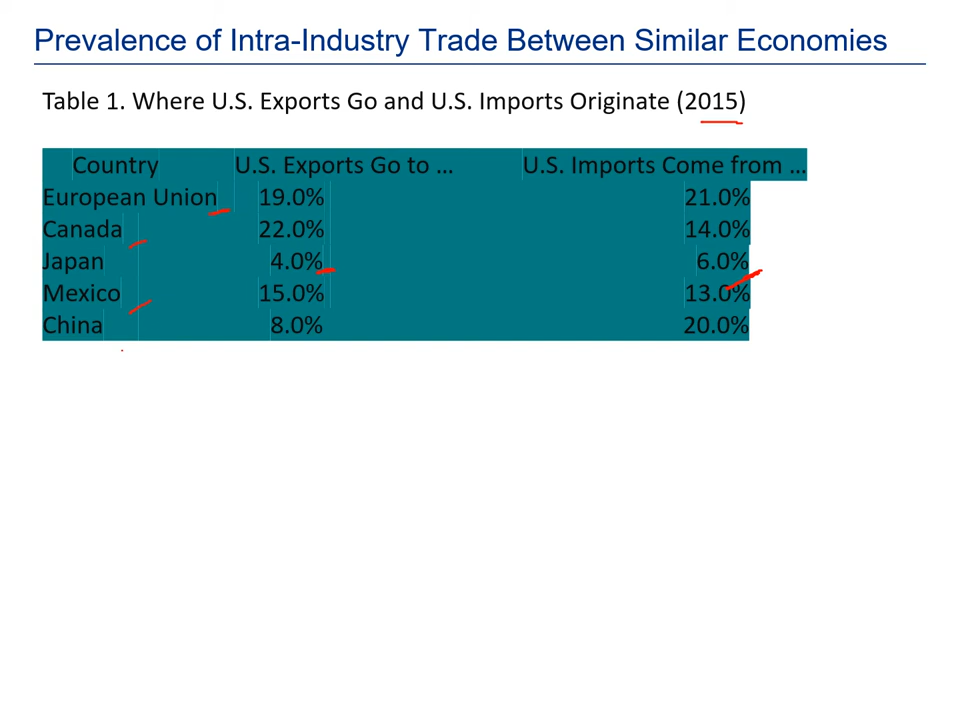 Prevalence of Intra-Industry Trade Between Similar Economies
Table 1. Where U.S. Exports Go and U.S. Imports Originate (2015)
Country U.S. Exports Go to ... U.S. Imports Come from ...
European Union 19.0% 21.0%
Canada 22.0% 14.0%
Japan 4.0% 6.0%
Mexico 15.0% 13.0%
China 8.0% 20.0%